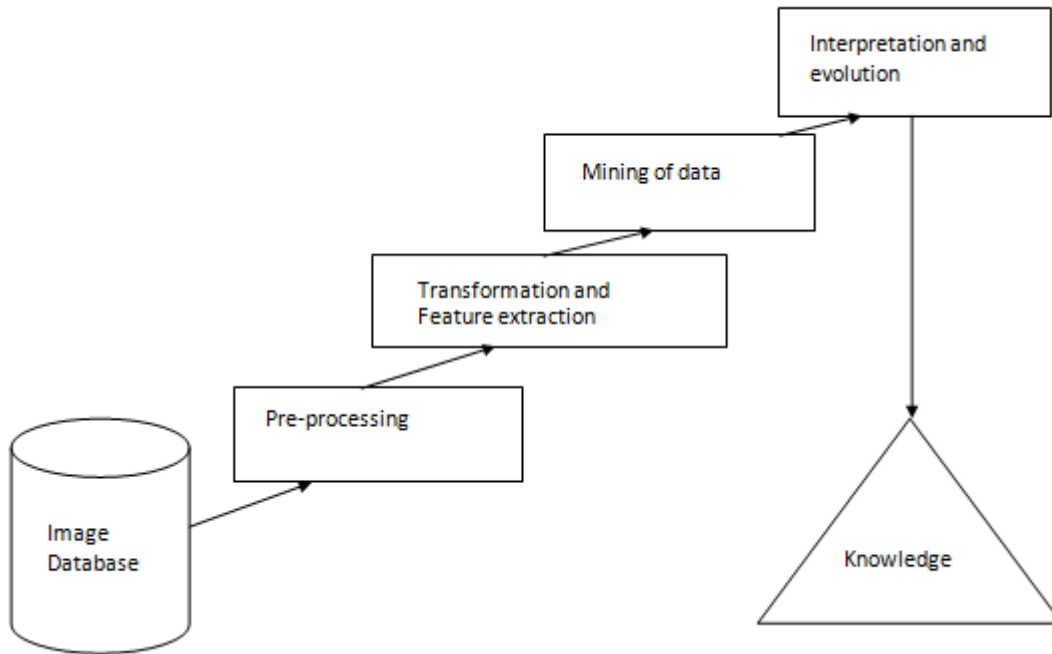 Interpretation and
evolution
Mining of data
Transformation and
Feature extraction
Pre-processing
Image
Database
Knowledge